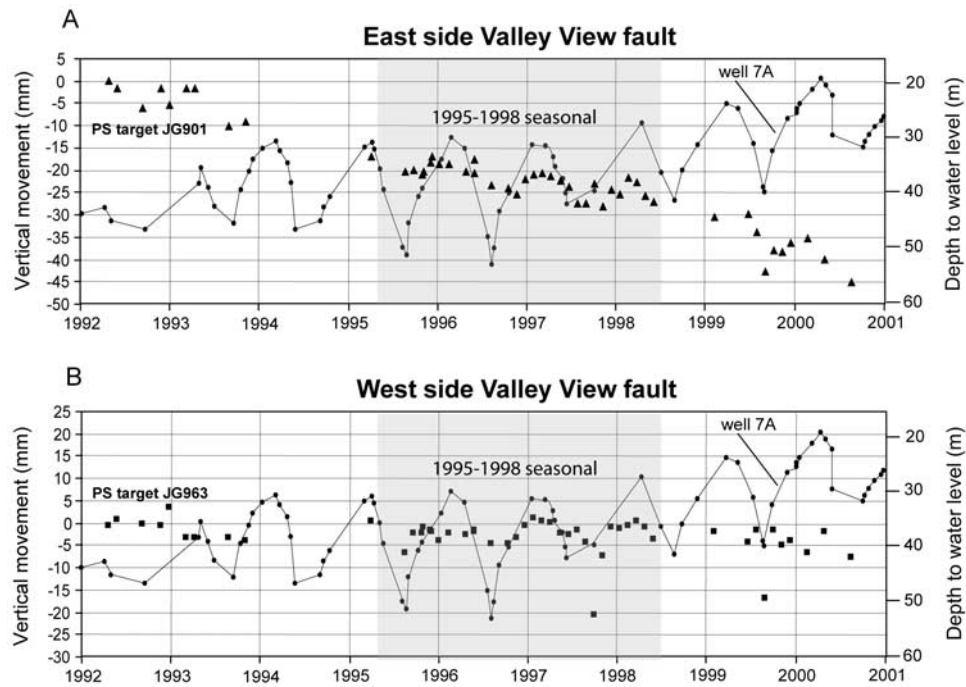 A
East side Valley View fault
Vertical movement (mm)
5
0
-5
-10
-15
-20
-25
-30
-35
-40
-45
-50
PS target JG901
1995-1998 seasonal
well 7A
20
30
40
50
60
Depth to water level (m)
1992 1993 1994 1995 1996 1997 1998 1999 2000 2001
B
West side Valley View fault
Vertical movement (mm)
25
20
15
10
5
0
-5
-10
-15
-20
-25
-30
PS target JG963
1995-1998 seasonal
well 7A
20
30
40
50
60
Depth to water level (m)
1992 1993 1994 1995 1996 1997 1998 1999 2000 2001